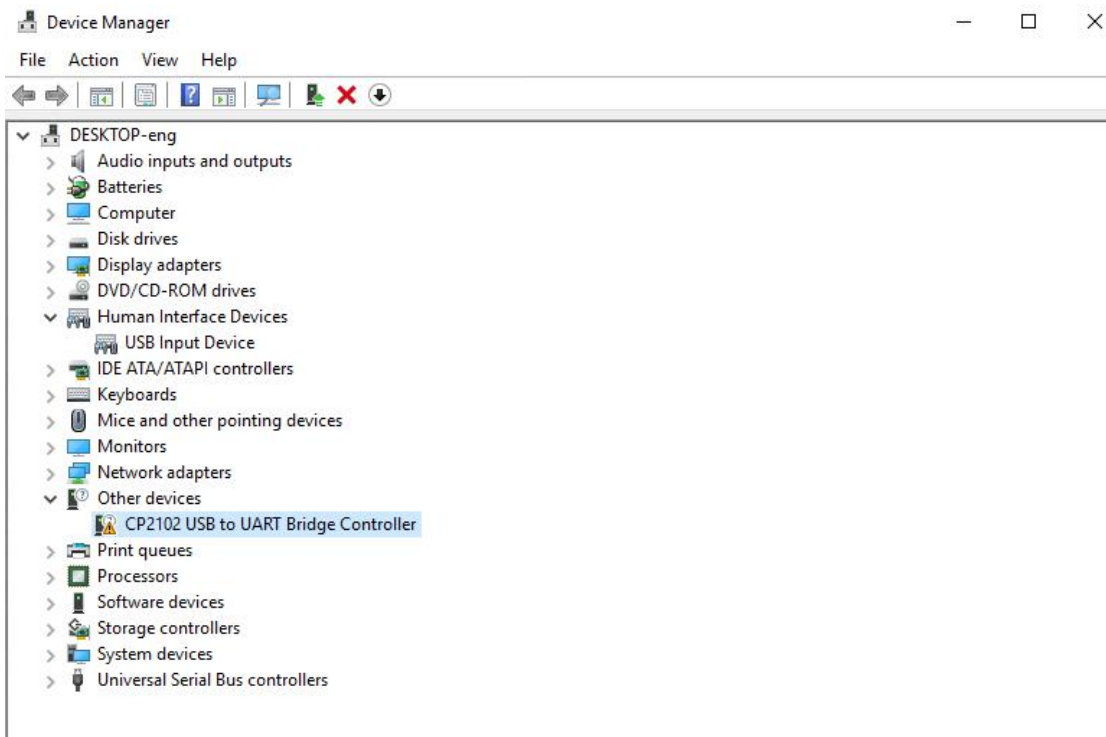 Device Manager
File Action View Help
DESKTOP-eng
Audio inputs and outputs
Batteries
Computer
Disk drives
Display adapters
DVD/CD-ROM drives
Human Interface Devices
USB Input Device
IDE ATA/ATAPI controllers
Keyboards
Mice and other pointing devices
Monitors
Network adapters
Other devices
CP2102 USB to UART Bridge Controller
Print queues
Processors
Software devices
Storage controllers
System devices
Universal Serial Bus controllers